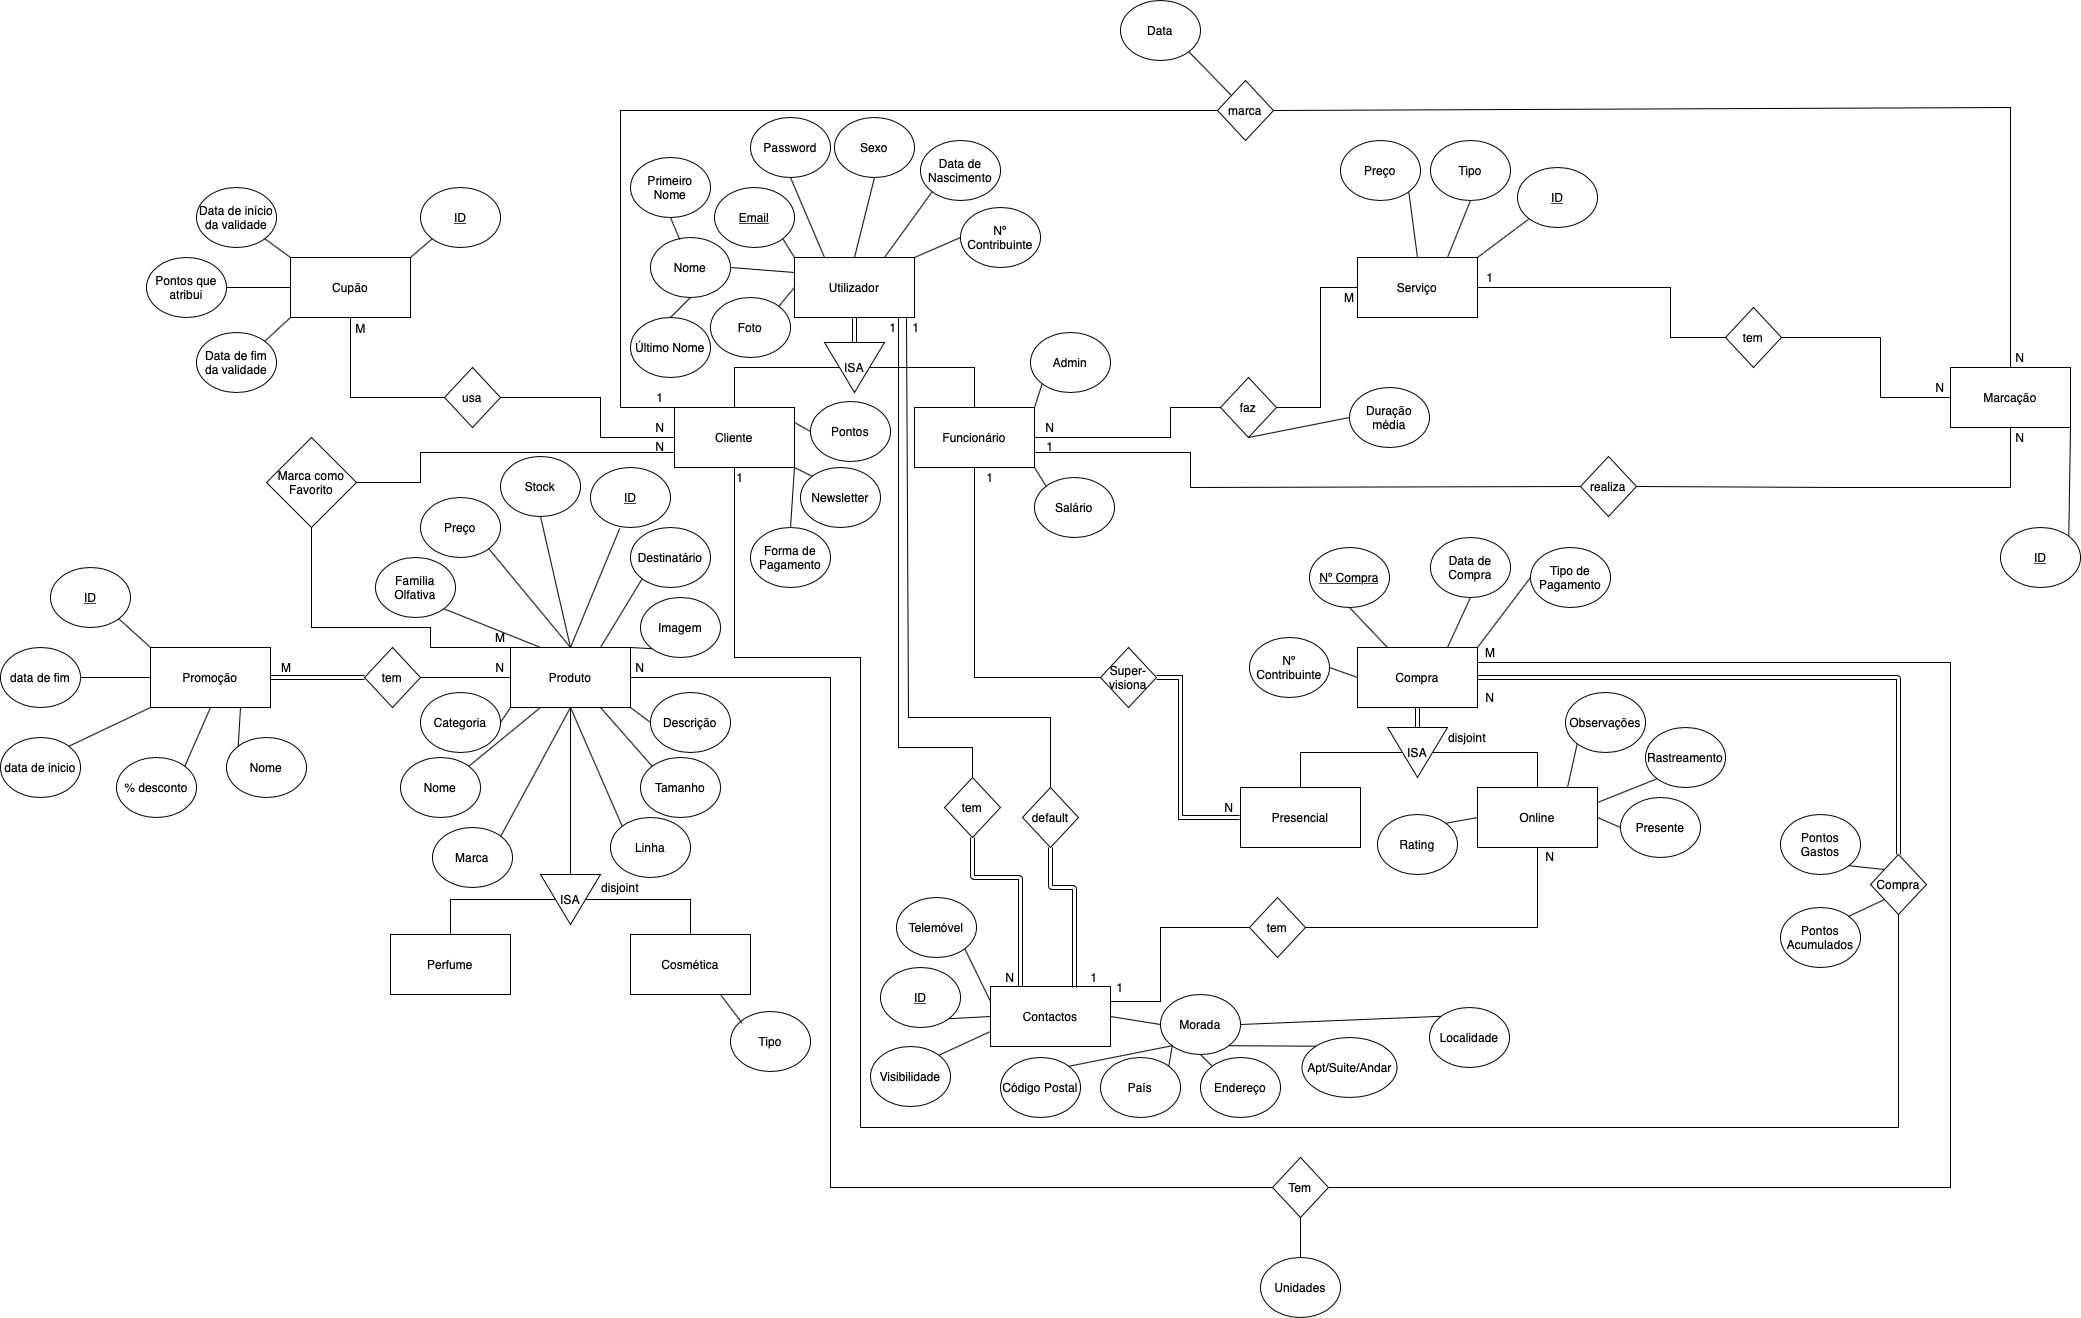 Data
marca
Password
Sexo
Data de
Nascimento
Primeiro
Nome
Email
Nº
Contribuinte
Nome
Utilizador
Foto
Último Nome
1
1
ISA
Preço
Tipo
ID
Serviço
1
M
tem
N
N
Marcação
N
ID
Data de início
da validade
ID
Pontos que
atribui
Cupão
Data de fim
da validade
M
usa
1
N
N
Cliente
1
Pontos
Newsletter
Forma de
Pagamento
Admin
Funcionário
N
1
1
Salário
faz
Duração
média
realiza
Marca como
Favorito
Stock
ID
Preço
Destinatário
Família
Olfativa
Imagem
M
N
Produto
N
ID
data de fim
Promoção
M
tem
data de inicio
% desconto
Nome
Categoria
Descrição
Nome
Tamanho
Marca
Linha
ISA
disjoint
Perfume
Cosmética
Tipo
Super-
visiona
N
Nº Compra
Data de
Compra
Tipo de
Pagamento
Nº
Contribuinte
Compra
M
N
ISA
disjoint
Observações
Rastreamento
Presencial
Online
Presente
Rating
N
Pontos
Gastos
Compra
Pontos
Acumulados
tem
default
tem
Telemóvel
N
1
1
ID
Contactos
Visibilidade
Morada
Localidade
Código Postal
País
Endereço
Apt/Suite/Andar
Tem
Unidades